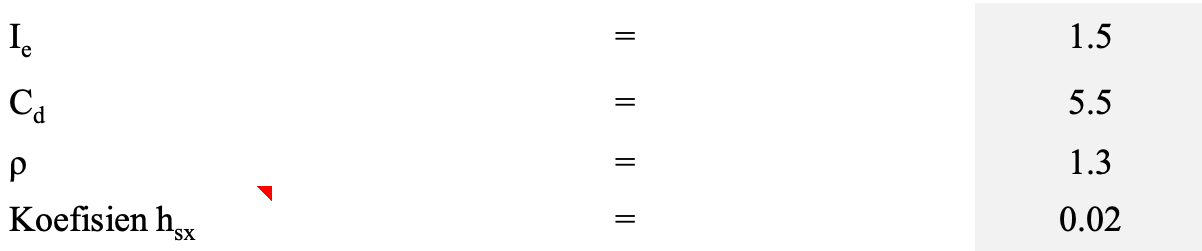 Ie = 1.5
Cd = 5.5
ρ = 1.3
Koefisien hsx = 0.02